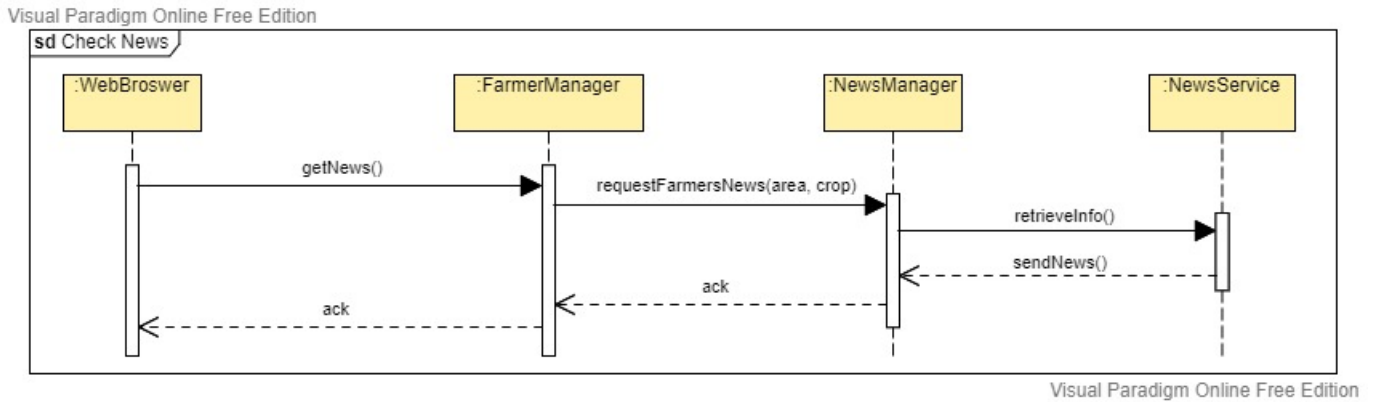 Visual Paradigm Online Free Edition
sd Check News
:WebBroswer
:FarmerManager
:NewsManager
:NewsService
getNews()
requestFarmersNews(area, crop)
retrieveInfo()
sendNews()
ack
ack
Visual Paradigm Online Free Edition